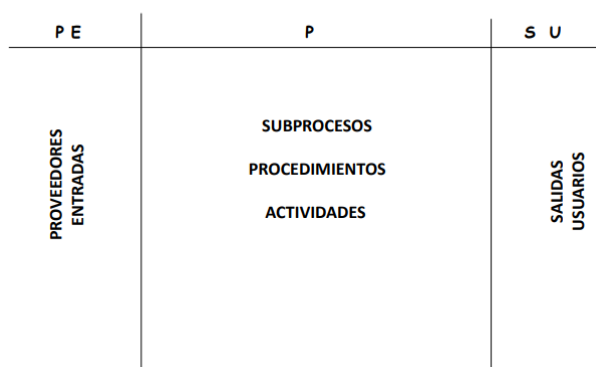 P E
P
S U
PROVEEDORES
ENTRADAS
SUBPROCESOS
PROCEDIMIENTOS
ACTIVIDADES
SALIDAS
USUARIOS